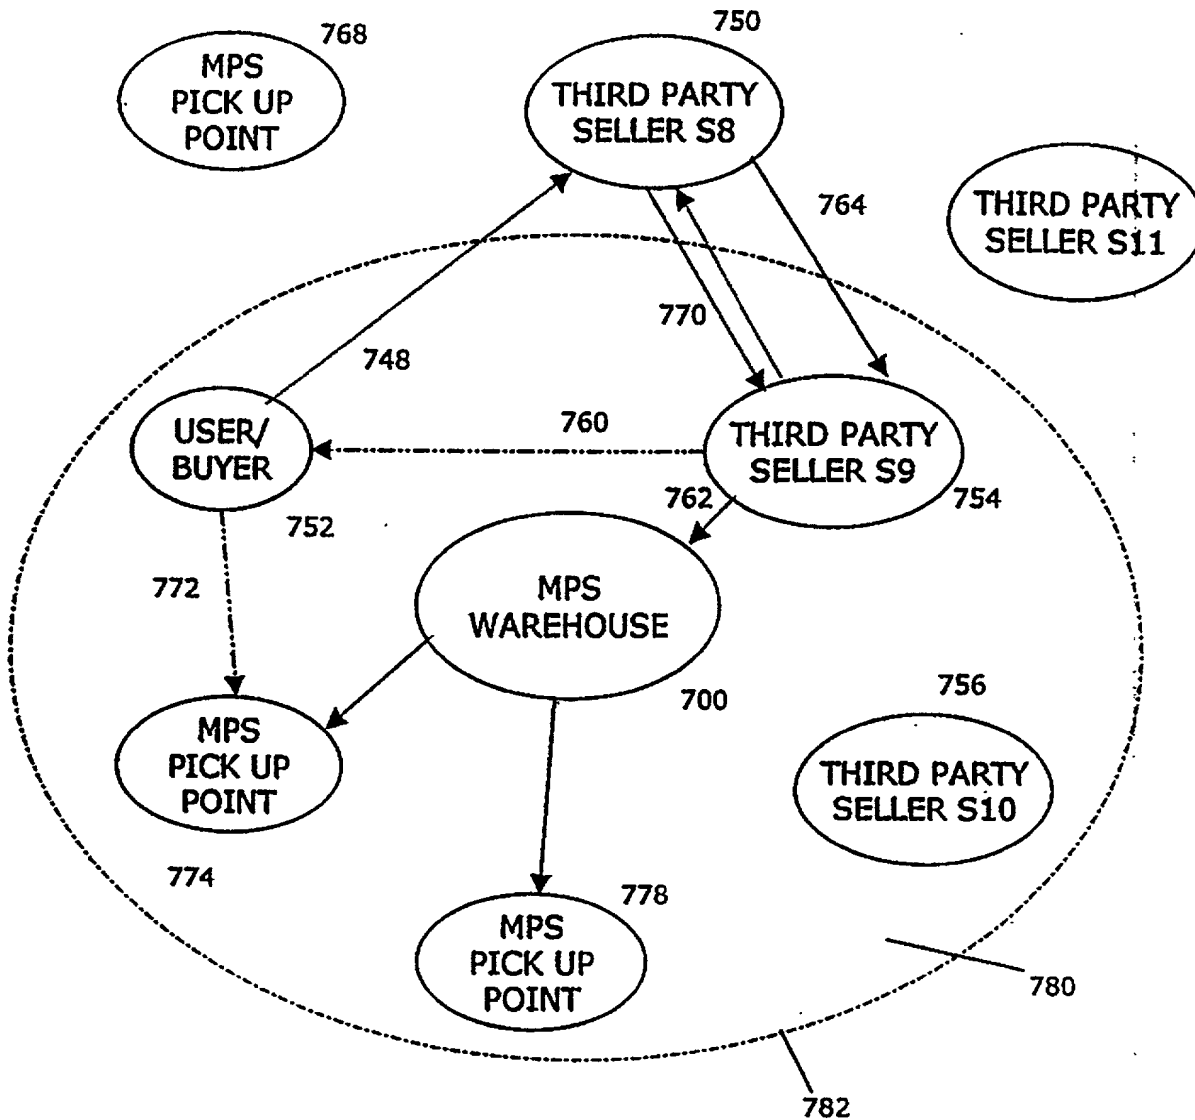 750
768
MPS
PICK UP
POINT
THIRD PARTY
SELLER S8
764
THIRD PARTY
SELLER S11
770
748
USER/
BUYER
760
THIRD PARTY
SELLER S9
762
754
752
772
MPS
WAREHOUSE
756
700
MPS
PICK UP
POINT
THIRD PARTY
SELLER S10
774
778
MPS
PICK UP
POINT
780
782